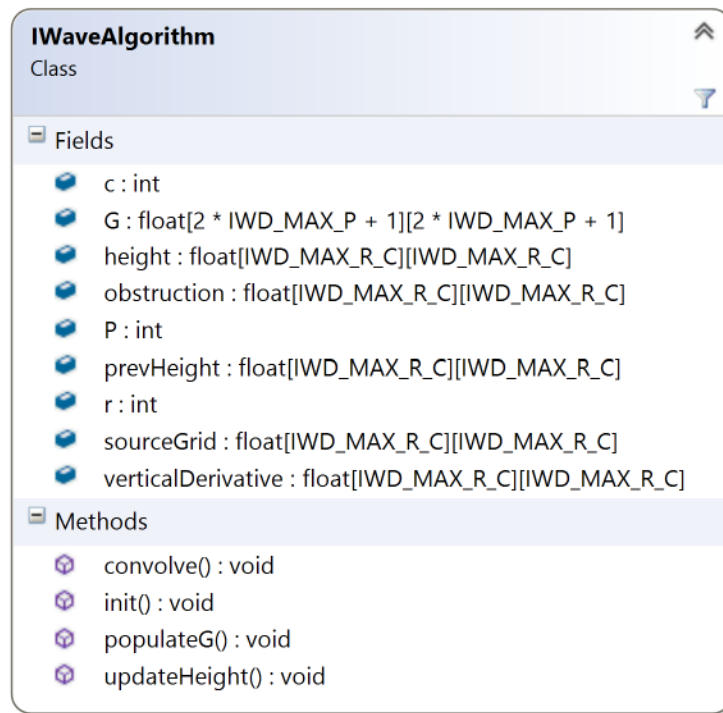 IWaveAlgorithm
Class
Fields
c : int
G : float[2 * IWD_MAX_P + 1][2 * IWD_MAX_P + 1]
height : float[IWD_MAX_R_C][IWD_MAX_R_C]
obstruction : float[IWD_MAX_R_C][IWD_MAX_R_C]
P : int
prevHeight : float[IWD_MAX_R_C][IWD_MAX_R_C]
r : int
sourceGrid : float[IWD_MAX_R_C][IWD_MAX_R_C]
verticalDerivative : float[IWD_MAX_R_C][IWD_MAX_R_C]
Methods
convolve() : void
init() : void
populateG() : void
updateHeight() : void